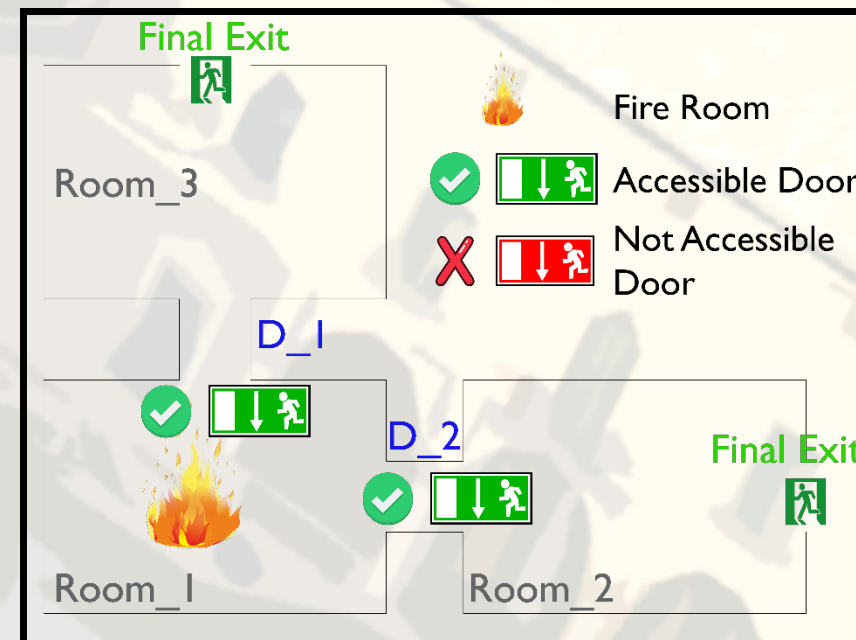 Final Exit
Room_3
Fire Room
Accessible Door
Not Accessible
Door
D_1
D_2
Final Exit
Room_1
Room_2